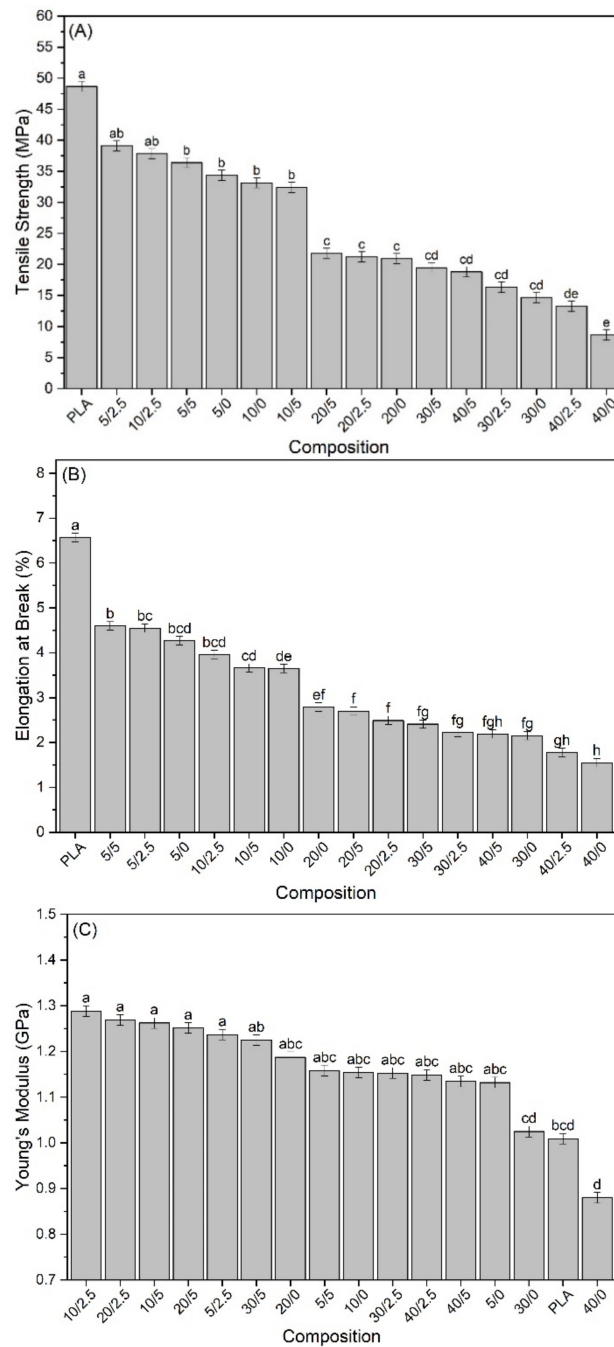 (A)
Tensile Strength (MPa)
60
55
50
45
40
35
30
25
20
15
10
5
0
a ab ab b b b b c c c cd cd cd cd de e
PLA 5/2.5 10/2.5 5/5 5/0 10/0 10/5 20/5 20/2.5 20/0 30/5 40/5 30/2.5 30/0 40/2.5 40/0
Composition
(B)
Elongation at Break (%)
8
7
6
5
4
3
2
1
0
a b bc bcd bcd cd de ef f f fg fg fgh fg gh h
PLA 5/5 5/2.5 5/0 10/2.5 10/5 10/0 20/0 20/5 20/2.5 30/5 30/2.5 40/5 30/0 40/2.5 40/0
Composition
(C)
Young's Modulus (GPa)
1.5
1.4
1.3
1.2
1.1
1.0
0.9
0.8
0.7
a a a a a ab abc abc abc abc abc abc abc cd bcd d
10/2.5 20/2.5 10/5 20/5 5/2.5 30/5 20/0 5/5 10/0 30/2.5 40/2.5 40/5 5/0 30/0 PLA 40/0
Composition